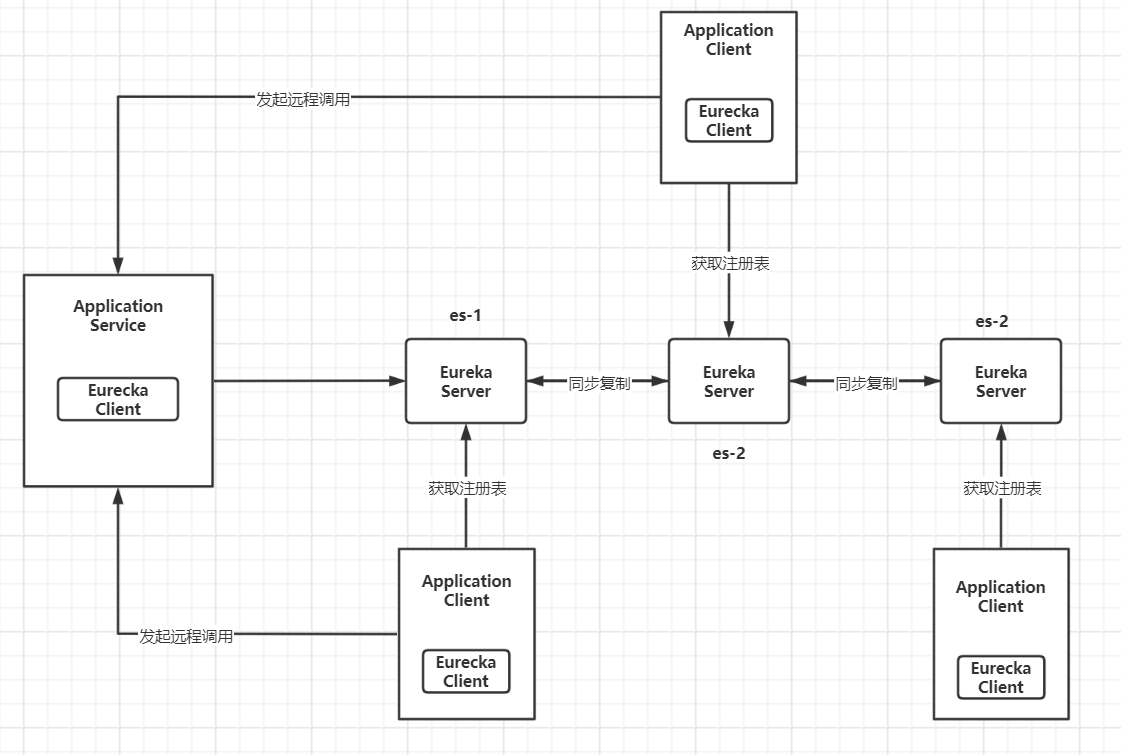 Application
Client
Eurecka
Client
发起远程调用
获取注册表
Application
Service
Eurecka
Client
es-1
Eureka
Server
同步复制
Eureka
Server
es-2
同步复制
es-2
Eureka
Server
获取注册表
获取注册表
Application
Client
Eurecka
Client
发起远程调用
Application
Client
Eurecka
Client